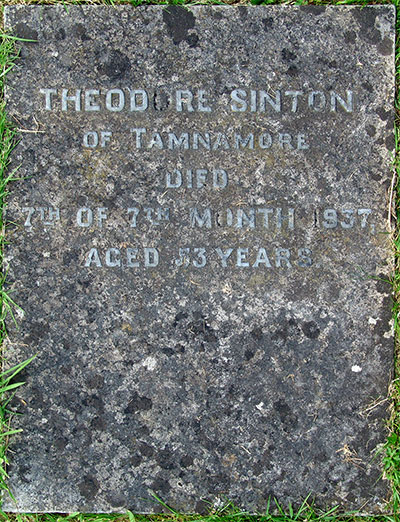 THEODORE SINTON
OF TAMNAMORE
DIED
7TH OF 7TH MONTH 1937,
AGED 53 YEARS.